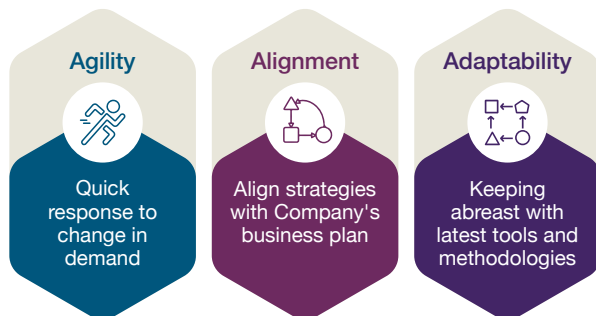 Agility
Quick
response to
change in
demand
Alignment
Align strategies
with Company's
business plan
Adaptability
Keeping
abreast with
latest tools and
methodologies